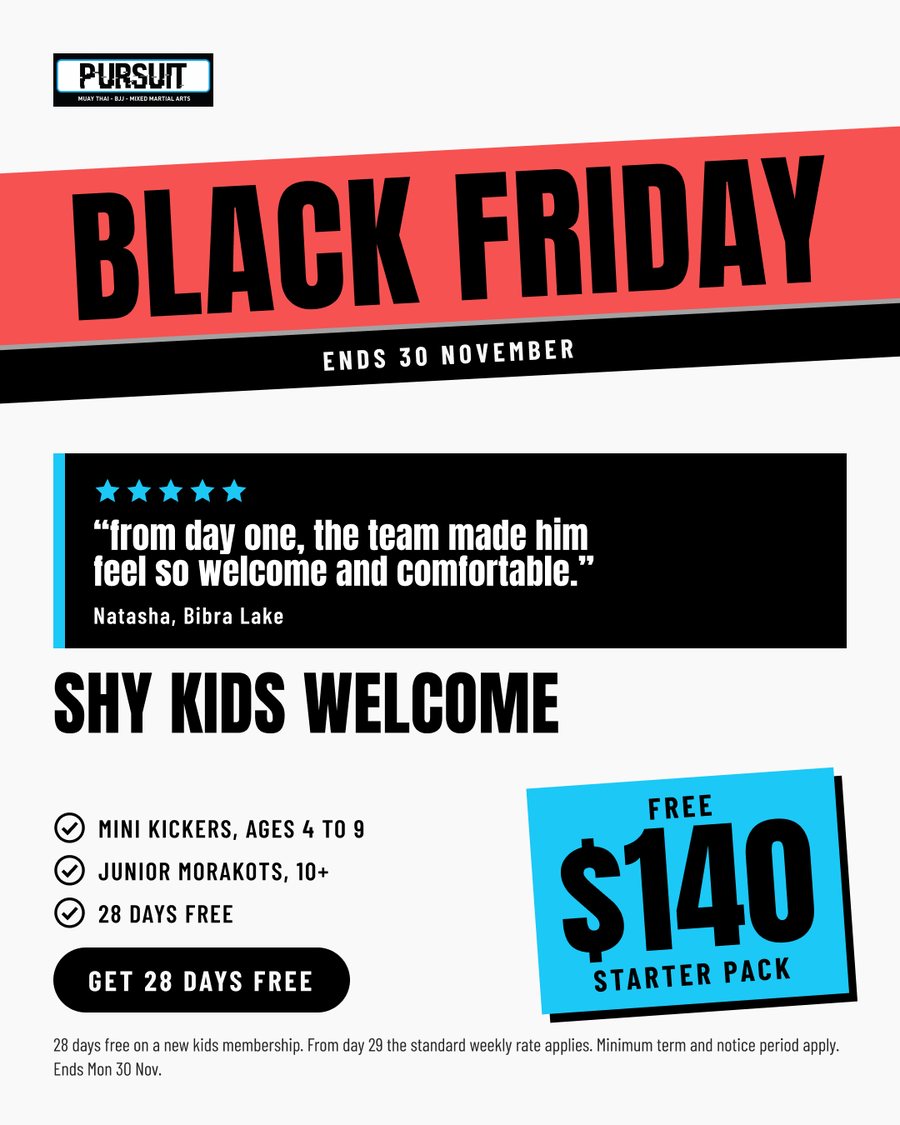 PURSUIT
MUAY THAI - BJJ - MIXED MARTIAL ARTS
BLACK FRIDAY
ENDS 30 NOVEMBER
“from day one, the team made him
feel so welcome and comfortable.”
Natasha, Bibra Lake
SHY KIDS WELCOME
MINI KICKERS, AGES 4 TO 9
JUNIOR MORAKOTS, 10+
28 DAYS FREE
GET 28 DAYS FREE
FREE
$140
STARTER PACK
28 days free on a new kids membership. From day 29 the standard weekly rate applies. Minimum term and notice period apply.
Ends Mon 30 Nov.